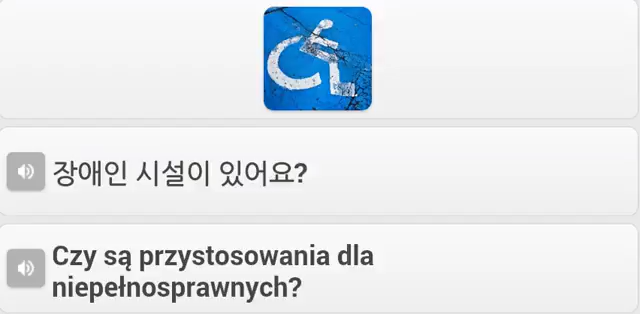 장애인 시설이 있어요?
Czy są przystosowania dla
niepełnosprawnych?